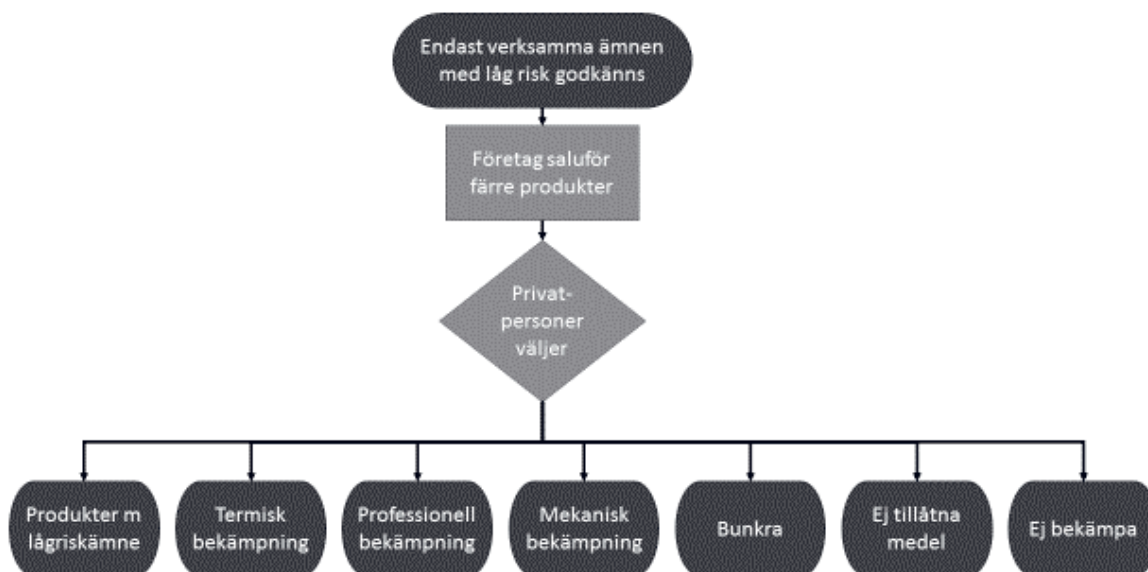 Endast verksamma ämnen
med låg risk godkänns
Företag saluför
färre produkter
Privat-
personer
väljer
Produkter m
lågriskämne
Termisk
bekämpning
Professionell
bekämpning
Mekanisk
bekämpning
Bunkra
Ej tillåtna
medel
Ej bekämpa